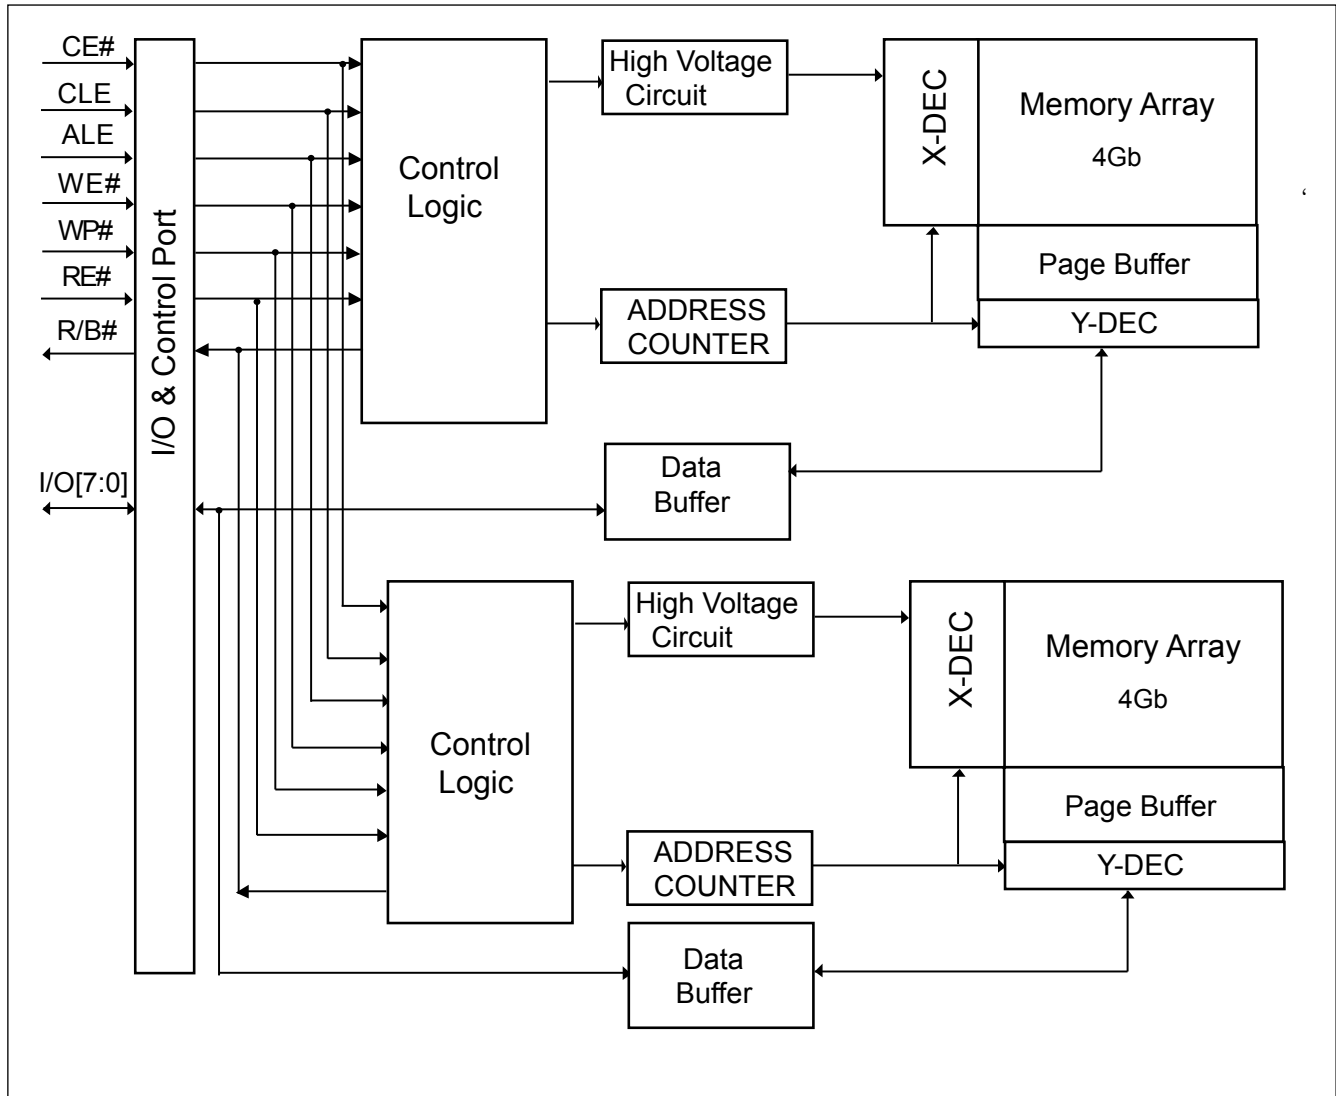 CE#
CLE
ALE
WE#
WP#
RE#
R/B#
I/O[7:0]
I/O & Control Port
Control
Logic
High Voltage
Circuit
X-DEC
Memory Array
4Gb
Page Buffer
Y-DEC
ADDRESS
COUNTER
Data
Buffer
‘
Control
Logic
High Voltage
Circuit
X-DEC
Memory Array
4Gb
Page Buffer
Y-DEC
ADDRESS
COUNTER
Data
Buffer